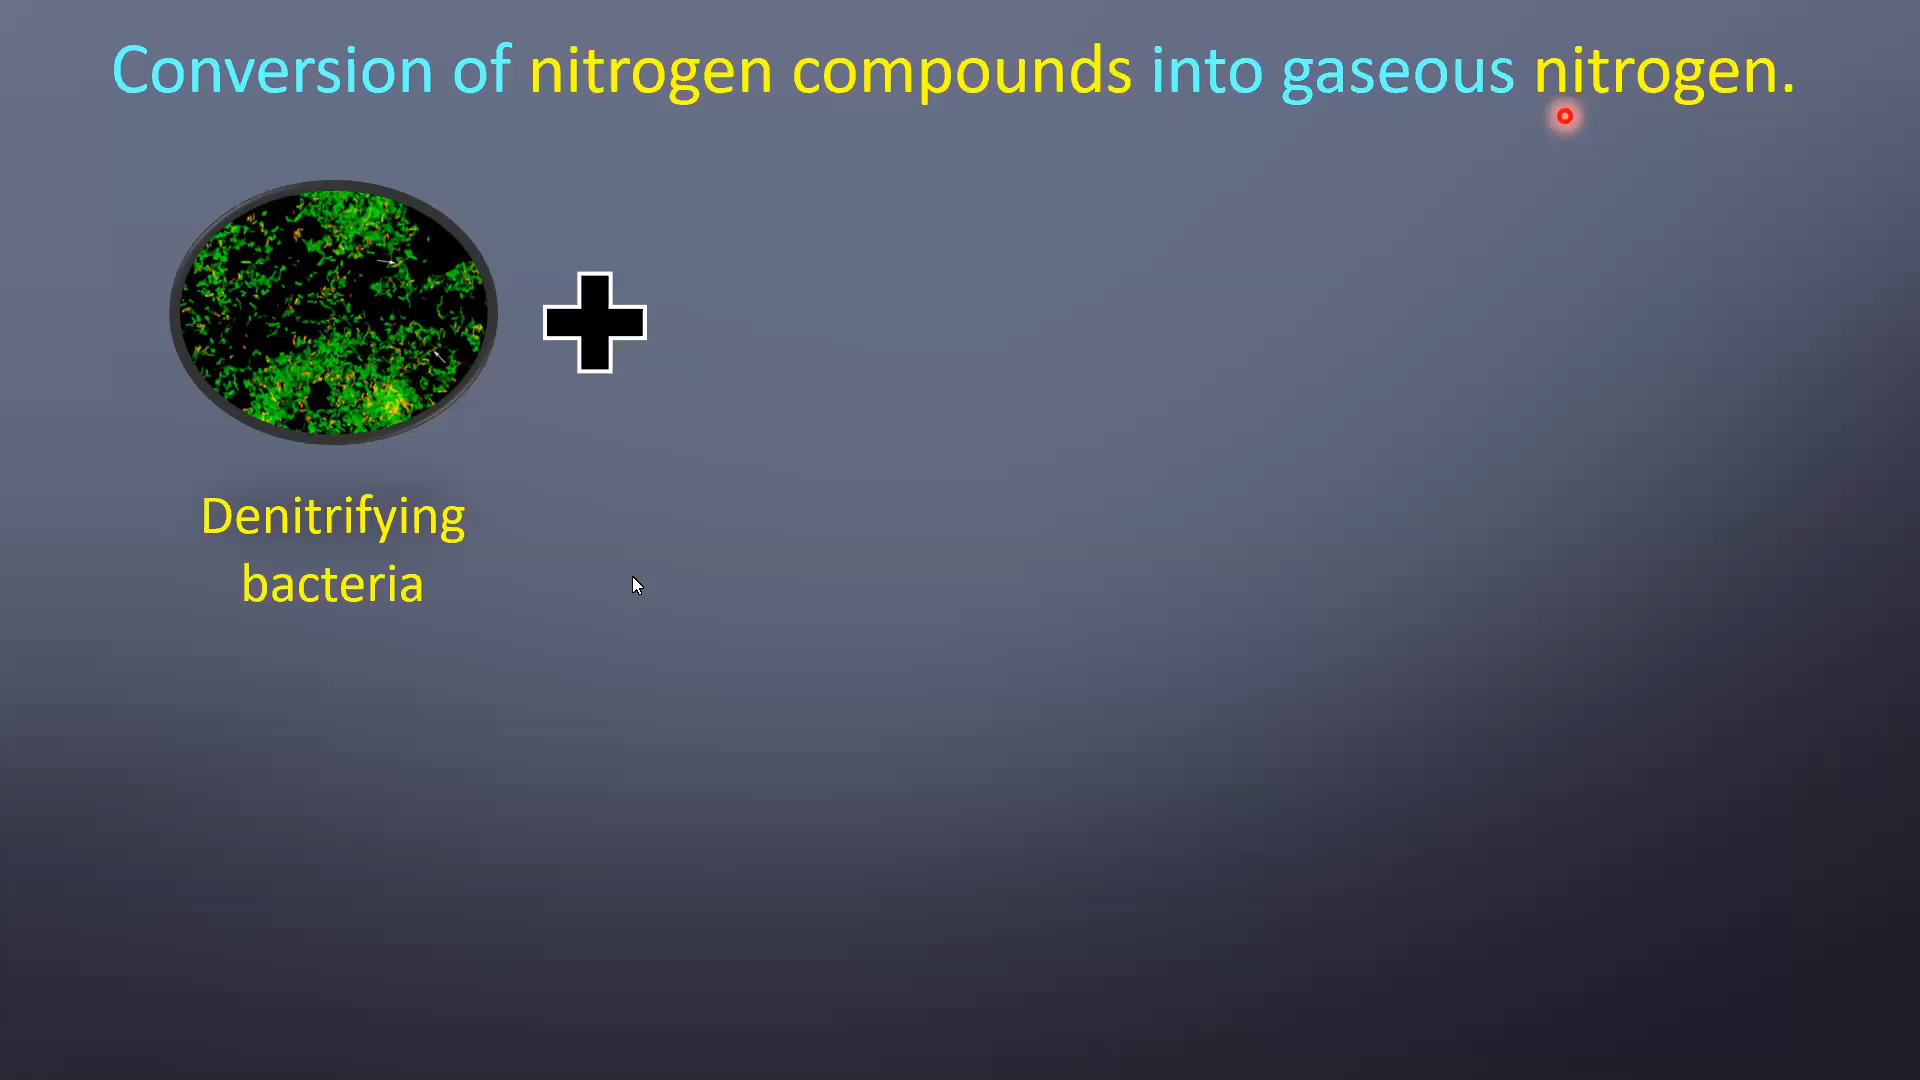 Conversion of nitrogen compounds into gaseous nitrogen.
Denitrifying
bacteria